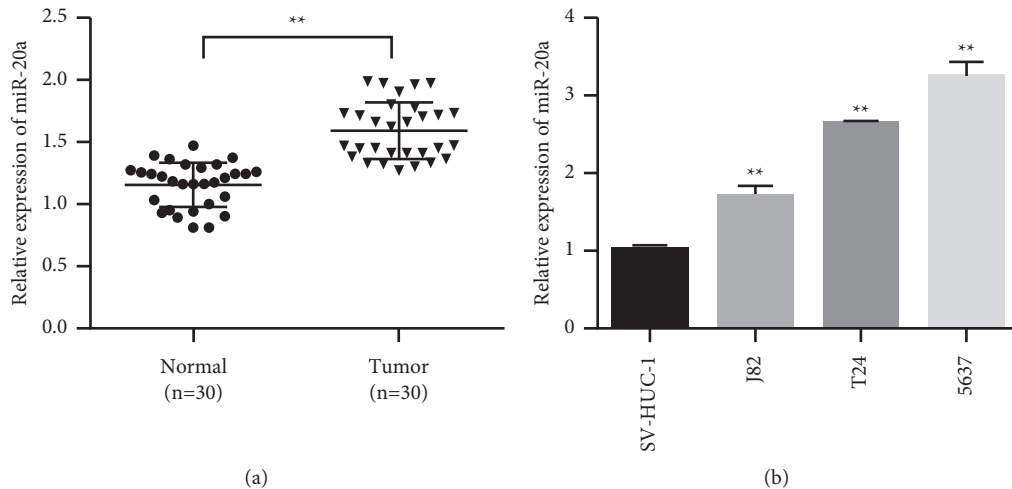 Relative expression of miR-20a
2.5
2.0
1.5
1.0
0.5
0.0
**
Normal
(n=30)
Tumor
(n=30)
(a)
Relative expression of miR-20a
4
3
2
1
0
**
**
**
SV-HUC-1
J82
T24
5637
(b)